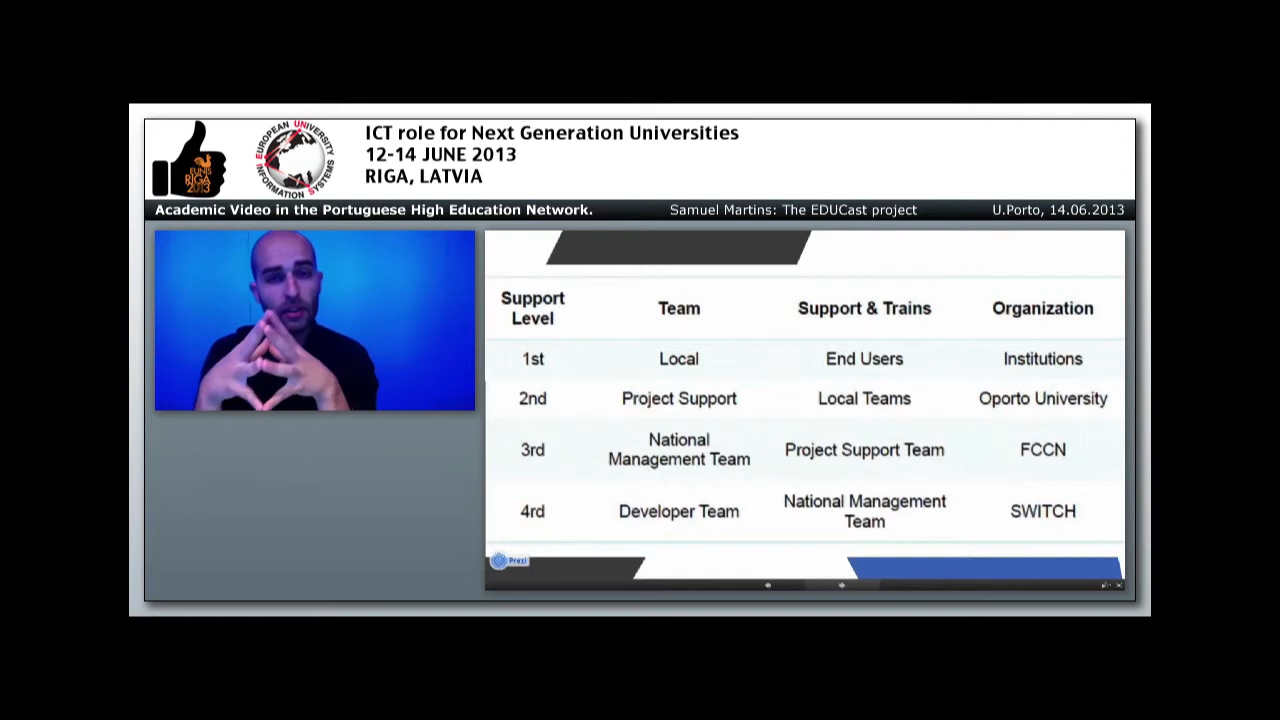 EUNIS
RIGA
2013
EUROPEAN UNIVERSITY
INFORMATION SYSTEMS
ICT role for Next Generation Universities
12-14 JUNE 2013
RIGA, LATVIA
Academic Video in the Portuguese High Education Network. Samuel Martins: The EDUCast project U.Porto, 14.06.2013
Support Level Team Support & Trains Organization
1st Local End Users Institutions
2nd Project Support Local Teams Oporto University
3rd National Management Team Project Support Team FCCN
4rd Developer Team National Management Team SWITCH
Prezi